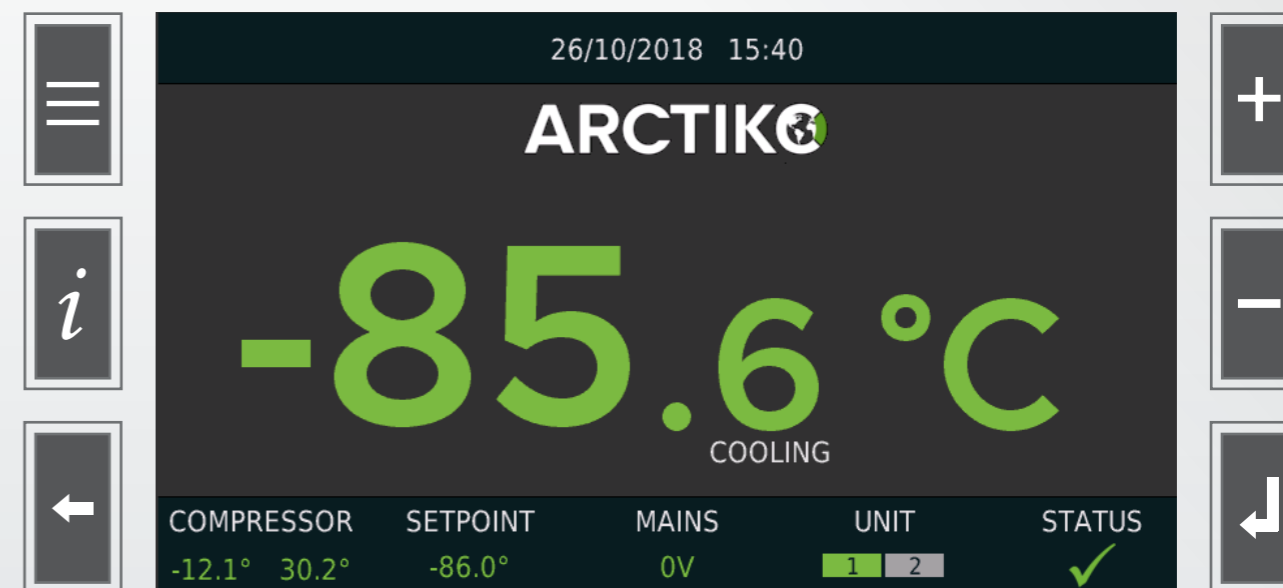 26/10/2018 15:40
ARCTIKO
-85.6 °C
COOLING
COMPRESSOR SETPOINT MAINS UNIT STATUS
-12.1° 30.2° -86.0° 0V 1 2
i
+
−